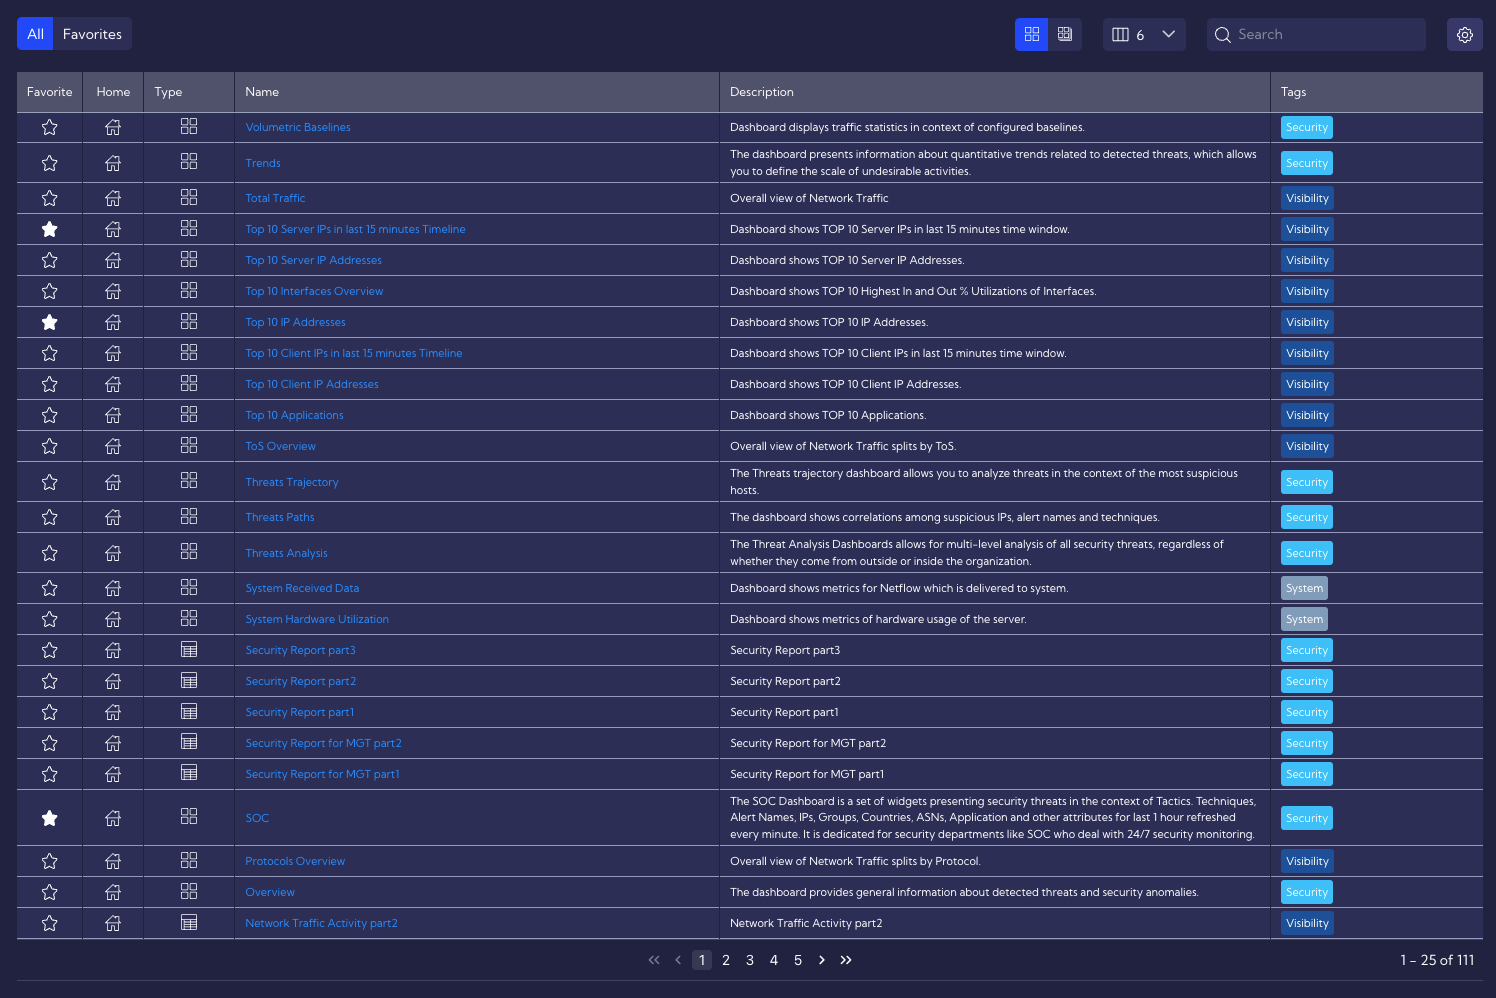 All Favorites 6 Search
Favorite Home Type Name Description Tags
Volumetric Baselines Dashboard displays traffic statistics in context of configured baselines. Security
Trends The dashboard presents information about quantitative trends related to detected threats, which allows
you to define the scale of undesirable activities. Security
Total Traffic Overall view of Network Traffic Visibility
Top 10 Server IPs in last 15 minutes Timeline Dashboard shows TOP 10 Server IPs in last 15 minutes time window. Visibility
Top 10 Server IP Addresses Dashboard shows TOP 10 Server IP Addresses. Visibility
Top 10 Interfaces Overview Dashboard shows TOP 10 Highest In and Out % Utilizations of Interfaces. Visibility
Top 10 IP Addresses Dashboard shows TOP 10 IP Addresses. Visibility
Top 10 Client IPs in last 15 minutes Timeline Dashboard shows TOP 10 Client IPs in last 15 minutes time window. Visibility
Top 10 Client IP Addresses Dashboard shows TOP 10 Client IP Addresses. Visibility
Top 10 Applications Dashboard shows TOP 10 Applications. Visibility
ToS Overview Overall view of Network Traffic splits by ToS. Visibility
Threats Trajectory The Threats trajectory dashboard allows you to analyze threats in the context of the most suspicious
hosts. Security
Threats Paths The dashboard shows correlations among suspicious IPs, alert names and techniques. Security
Threats Analysis The Threat Analysis Dashboards allows for multi-level analysis of all security threats, regardless of
whether they come from outside or inside the organization. Security
System Received Data Dashboard shows metrics for Netflow which is delivered to system. System
System Hardware Utilization Dashboard shows metrics of hardware usage of the server. System
Security Report part3 Security Report part3 Security
Security Report part2 Security Report part2 Security
Security Report part1 Security Report part1 Security
Security Report for MGT part2 Security Report for MGT part2 Security
Security Report for MGT part1 Security Report for MGT part1 Security
SOC The SOC Dashboard is a set of widgets presenting security threats in the context of Tactics. Techniques,
Alert Names, IPs, Groups, Countries, ASNs, Application and other attributes for last 1 hour refreshed
every minute. It is dedicated for security departments like SOC who deal with 24/7 security monitoring. Security
Protocols Overview Overall view of Network Traffic splits by Protocol. Visibility
Overview The dashboard provides general information about detected threats and security anomalies. Security
Network Traffic Activity part2 Network Traffic Activity part2 Visibility
1 2 3 4 5 1 - 25 of 111